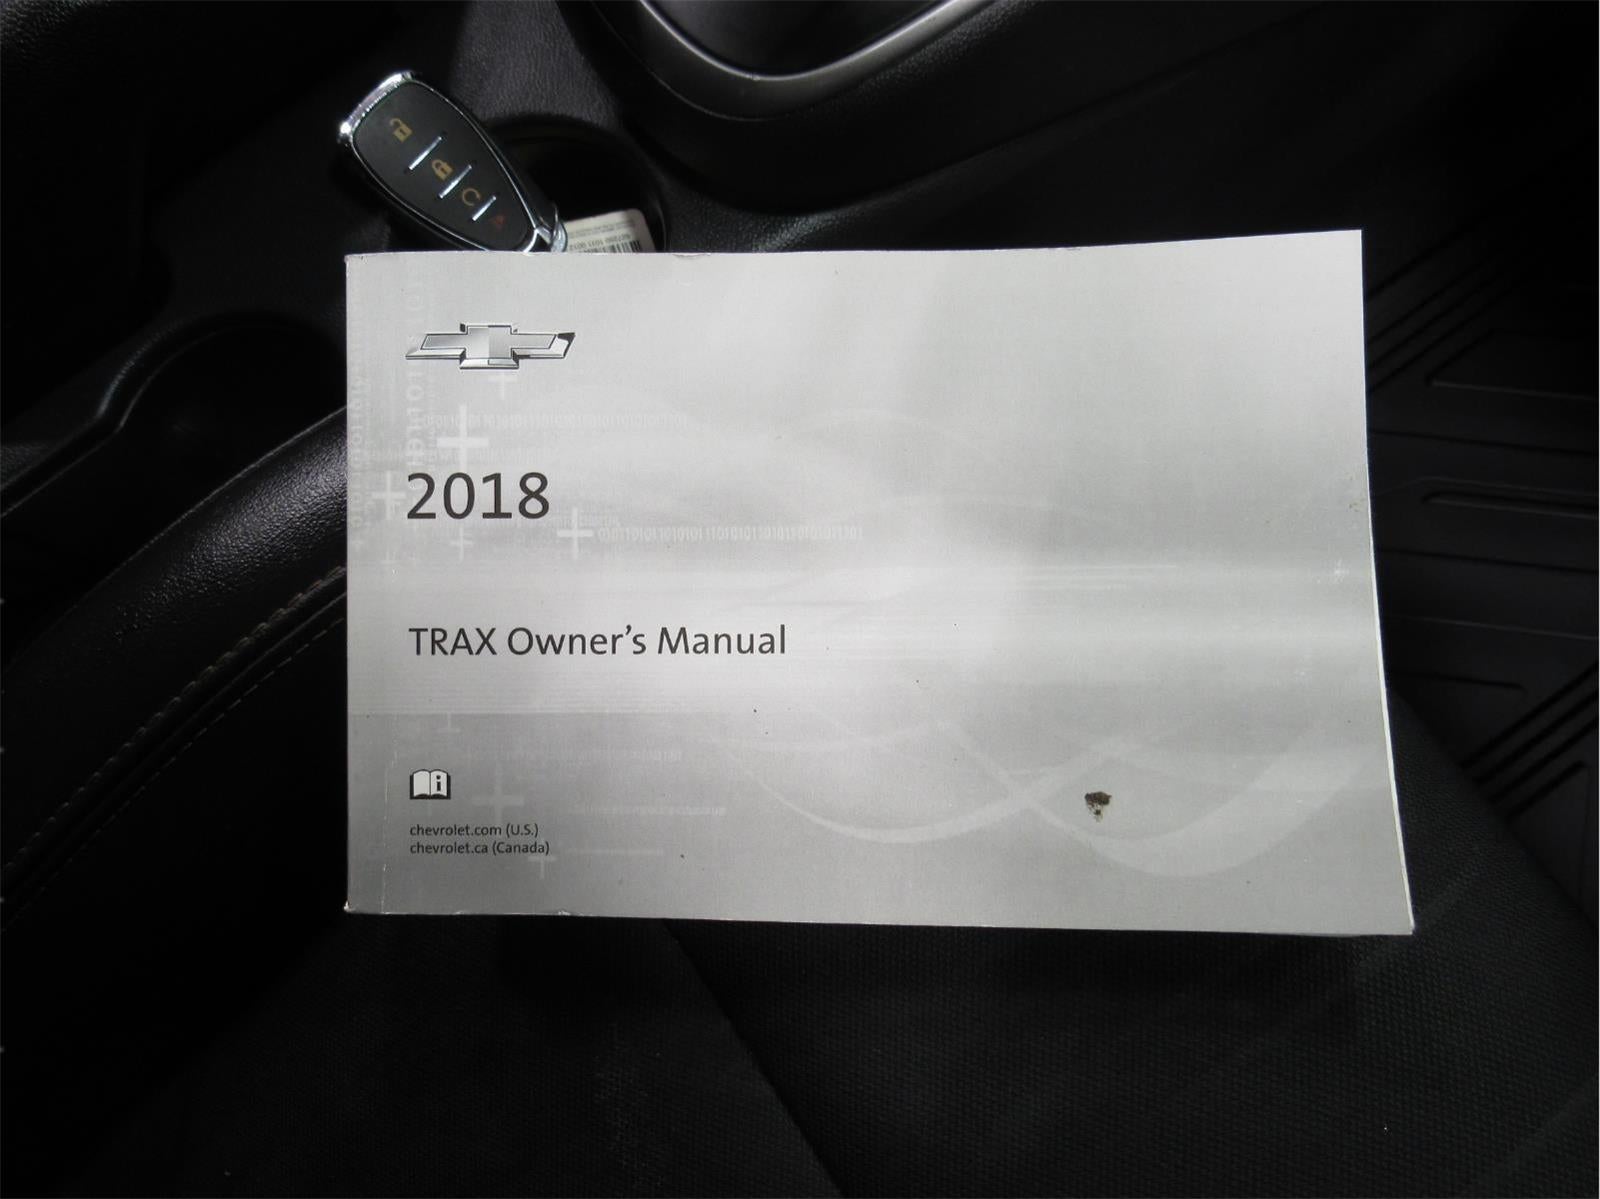 2018
TRAX Owner's Manual
i
chevrolet.com (U.S.)
chevrolet.ca (Canada)